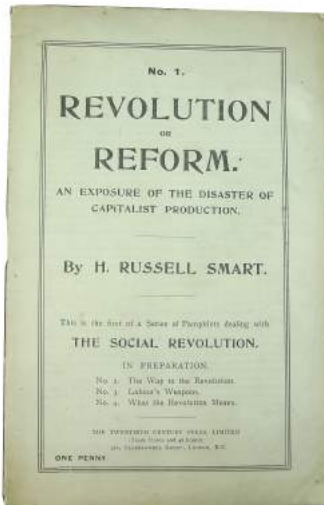 No. 1.
REVOLUTION
OR
REFORM.
AN EXPOSURE OF THE DISASTER OF
CAPITALIST PRODUCTION.
By H. RUSSELL SMART.
This is the first of a Series of Pamphlets dealing with
THE SOCIAL REVOLUTION.
IN PREPARATION.
No. 2. The Way to the Revolution.
No. 3. Labour's Weapons.
No. 4. What the Revolution Means.
THE TWENTIETH CENTURY PRESS, LIMITED
London, E.C.
ONE PENNY